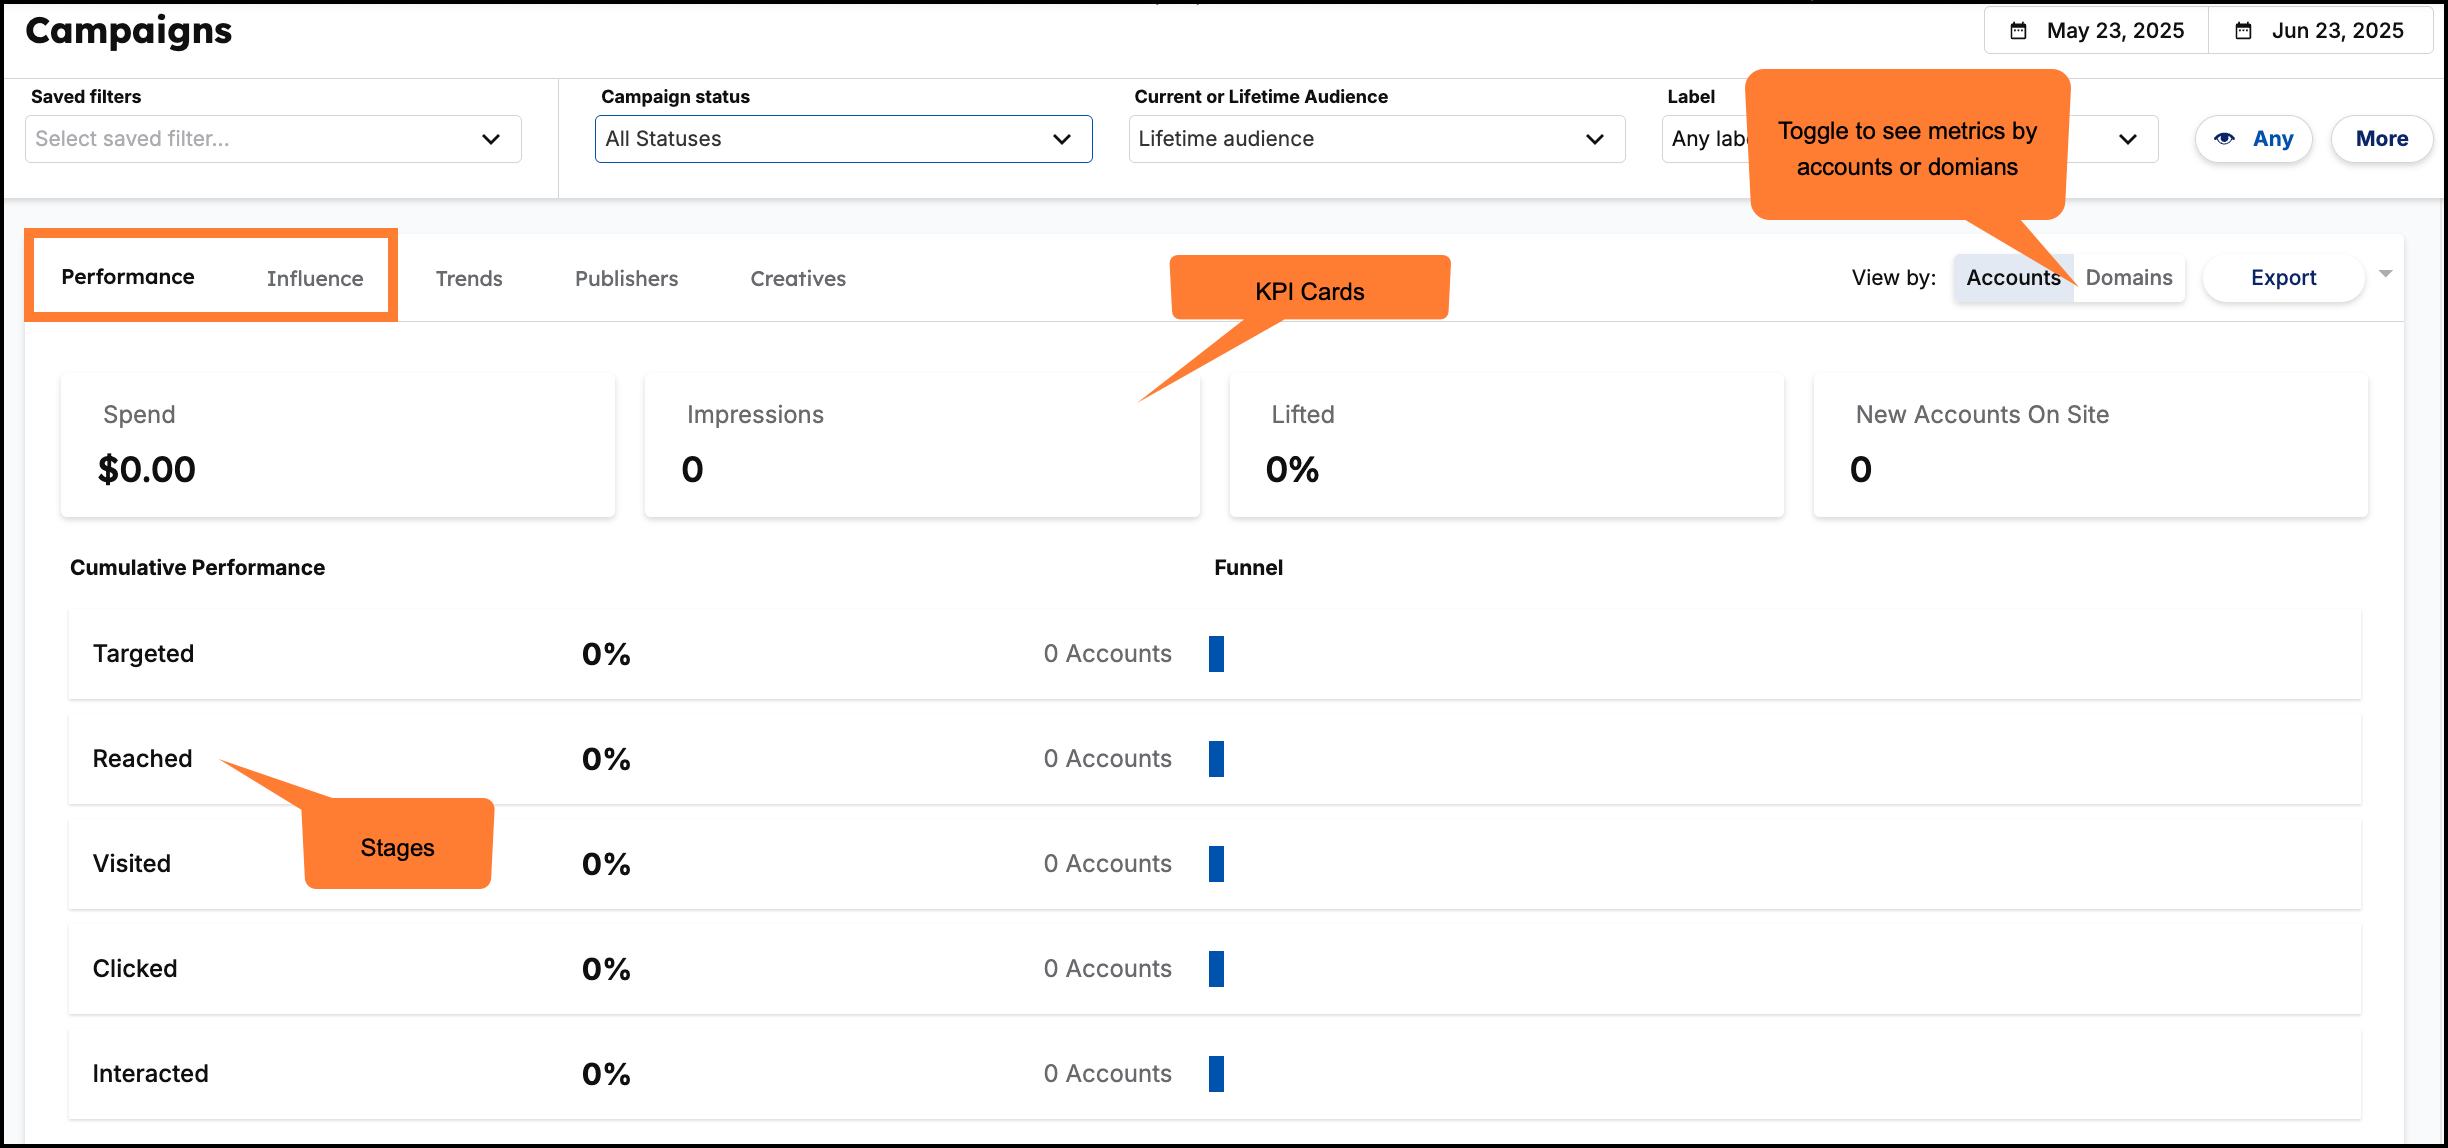 Campaigns
May 23, 2025
Jun 23, 2025
Saved filters
Campaign status
Current or Lifetime Audience
Label
Select saved filter...
All Statuses
Lifetime audience
Any
Any
More
Toggle to see metrics by
accounts or domians
Performance
Influence
Trends
Publishers
Creatives
KPI Cards
View by:
Accounts
Domains
Export
Spend
$0.00
Impressions
0
Lifted
0%
New Accounts On Site
0
Cumulative Performance
Funnel
Targeted
0%
0 Accounts
Reached
0%
0 Accounts
Stages
Visited
0%
0 Accounts
Clicked
0%
0 Accounts
Interacted
0%
0 Accounts